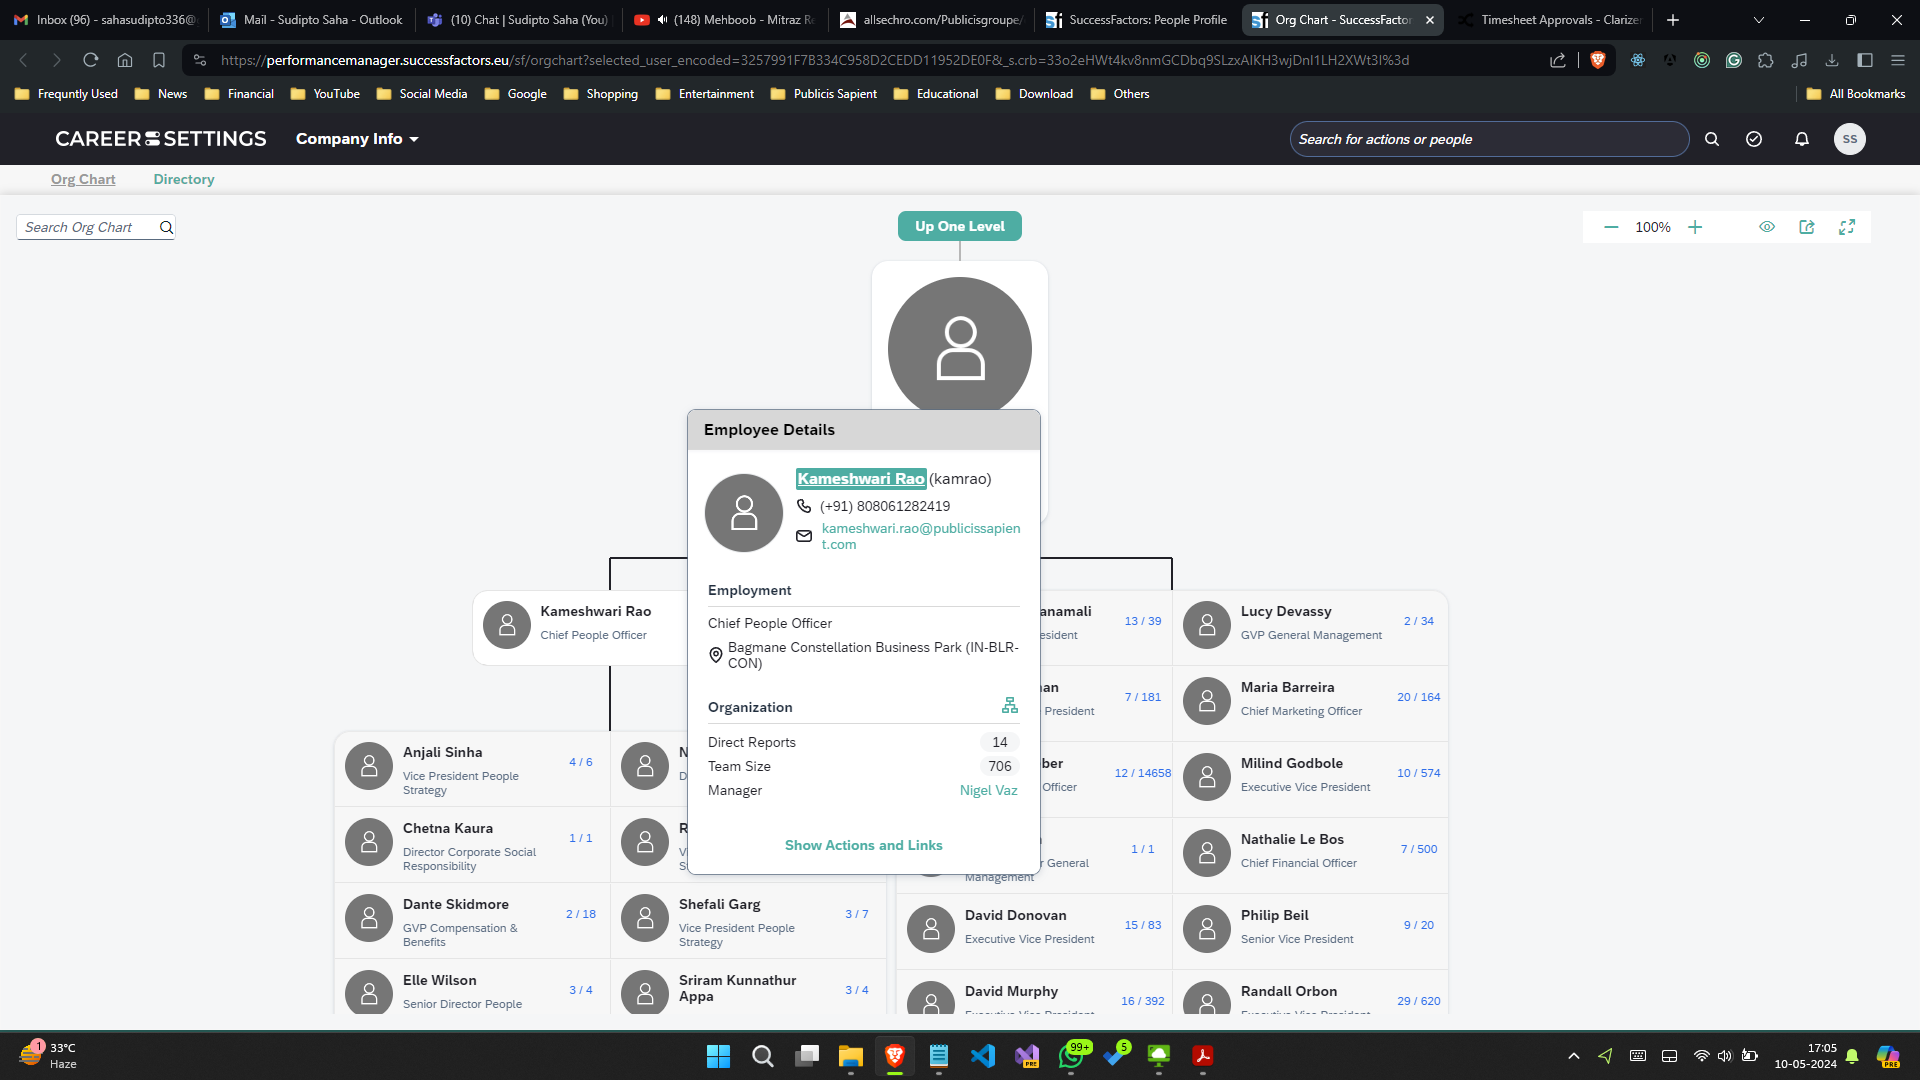 Inbox (96) - sahasudipto336@
Mail - Sudipto Saha - Outlook
(10) Chat | Sudipto Saha (You)
(148) Mehboob - Mitraz
allsechro.com/Publicisgroupe/
SuccessFactors: People Profile
Org Chart - SuccessFactor
Timesheet Approvals - Clarizen
https://performancemanager.successfactors.eu/sf/orgchart?selected_user_encoded=3257991F7B334C958D2CEDD11952DE0F&_s.crb=33o2eHWt4kv8nmGCDbq9SLzxAIKH3wjDnI1LH2XWt3I%3d
Frequntly Used
News
Financial
YouTube
Social Media
Google
Shopping
Entertainment
Publicis Sapient
Educational
Download
Others
All Bookmarks
CAREER SETTINGS
Company Info
Search for actions or people
SS
Org Chart
Directory
Search Org Chart
Up One Level
100%
Employee Details
Kameshwari Rao (kamrao)
(+91) 808061282419
kameshwari.rao@publicissapien
t.com
Employment
Chief People Officer
Bagmane Constellation Business Park (IN-BLR-
CON)
Organization
Direct Reports 14
Team Size 706
Manager Nigel Vaz
Show Actions and Links
Kameshwari Rao
Chief People Officer
Anjali Sinha
Vice President People
Strategy
4 / 6
Chetna Kaura
Director Corporate Social
Responsibility
1 / 1
Dante Skidmore
GVP Compensation &
Benefits
2 / 18
Elle Wilson
Senior Director People
3 / 4
N
D
R
V
S
Shefali Garg
Vice President People
Strategy
3 / 7
Sriram Kunnathur
Appa
3 / 4
anamali
esident
13 / 39
an
President
7 / 181
ber
Officer
12 / 14658
r General
Management
1 / 1
David Donovan
Executive Vice President
15 / 83
David Murphy
Executive Vice President
16 / 392
Lucy Devassy
GVP General Management
2 / 34
Maria Barreira
Chief Marketing Officer
20 / 164
Milind Godbole
Executive Vice President
10 / 574
Nathalie Le Bos
Chief Financial Officer
7 / 500
Philip Beil
Senior Vice President
9 / 20
Randall Orbon
Executive Vice President
29 / 620
1
33°C
Haze
PRE
99+
5
17:05
10-05-2024
PRE